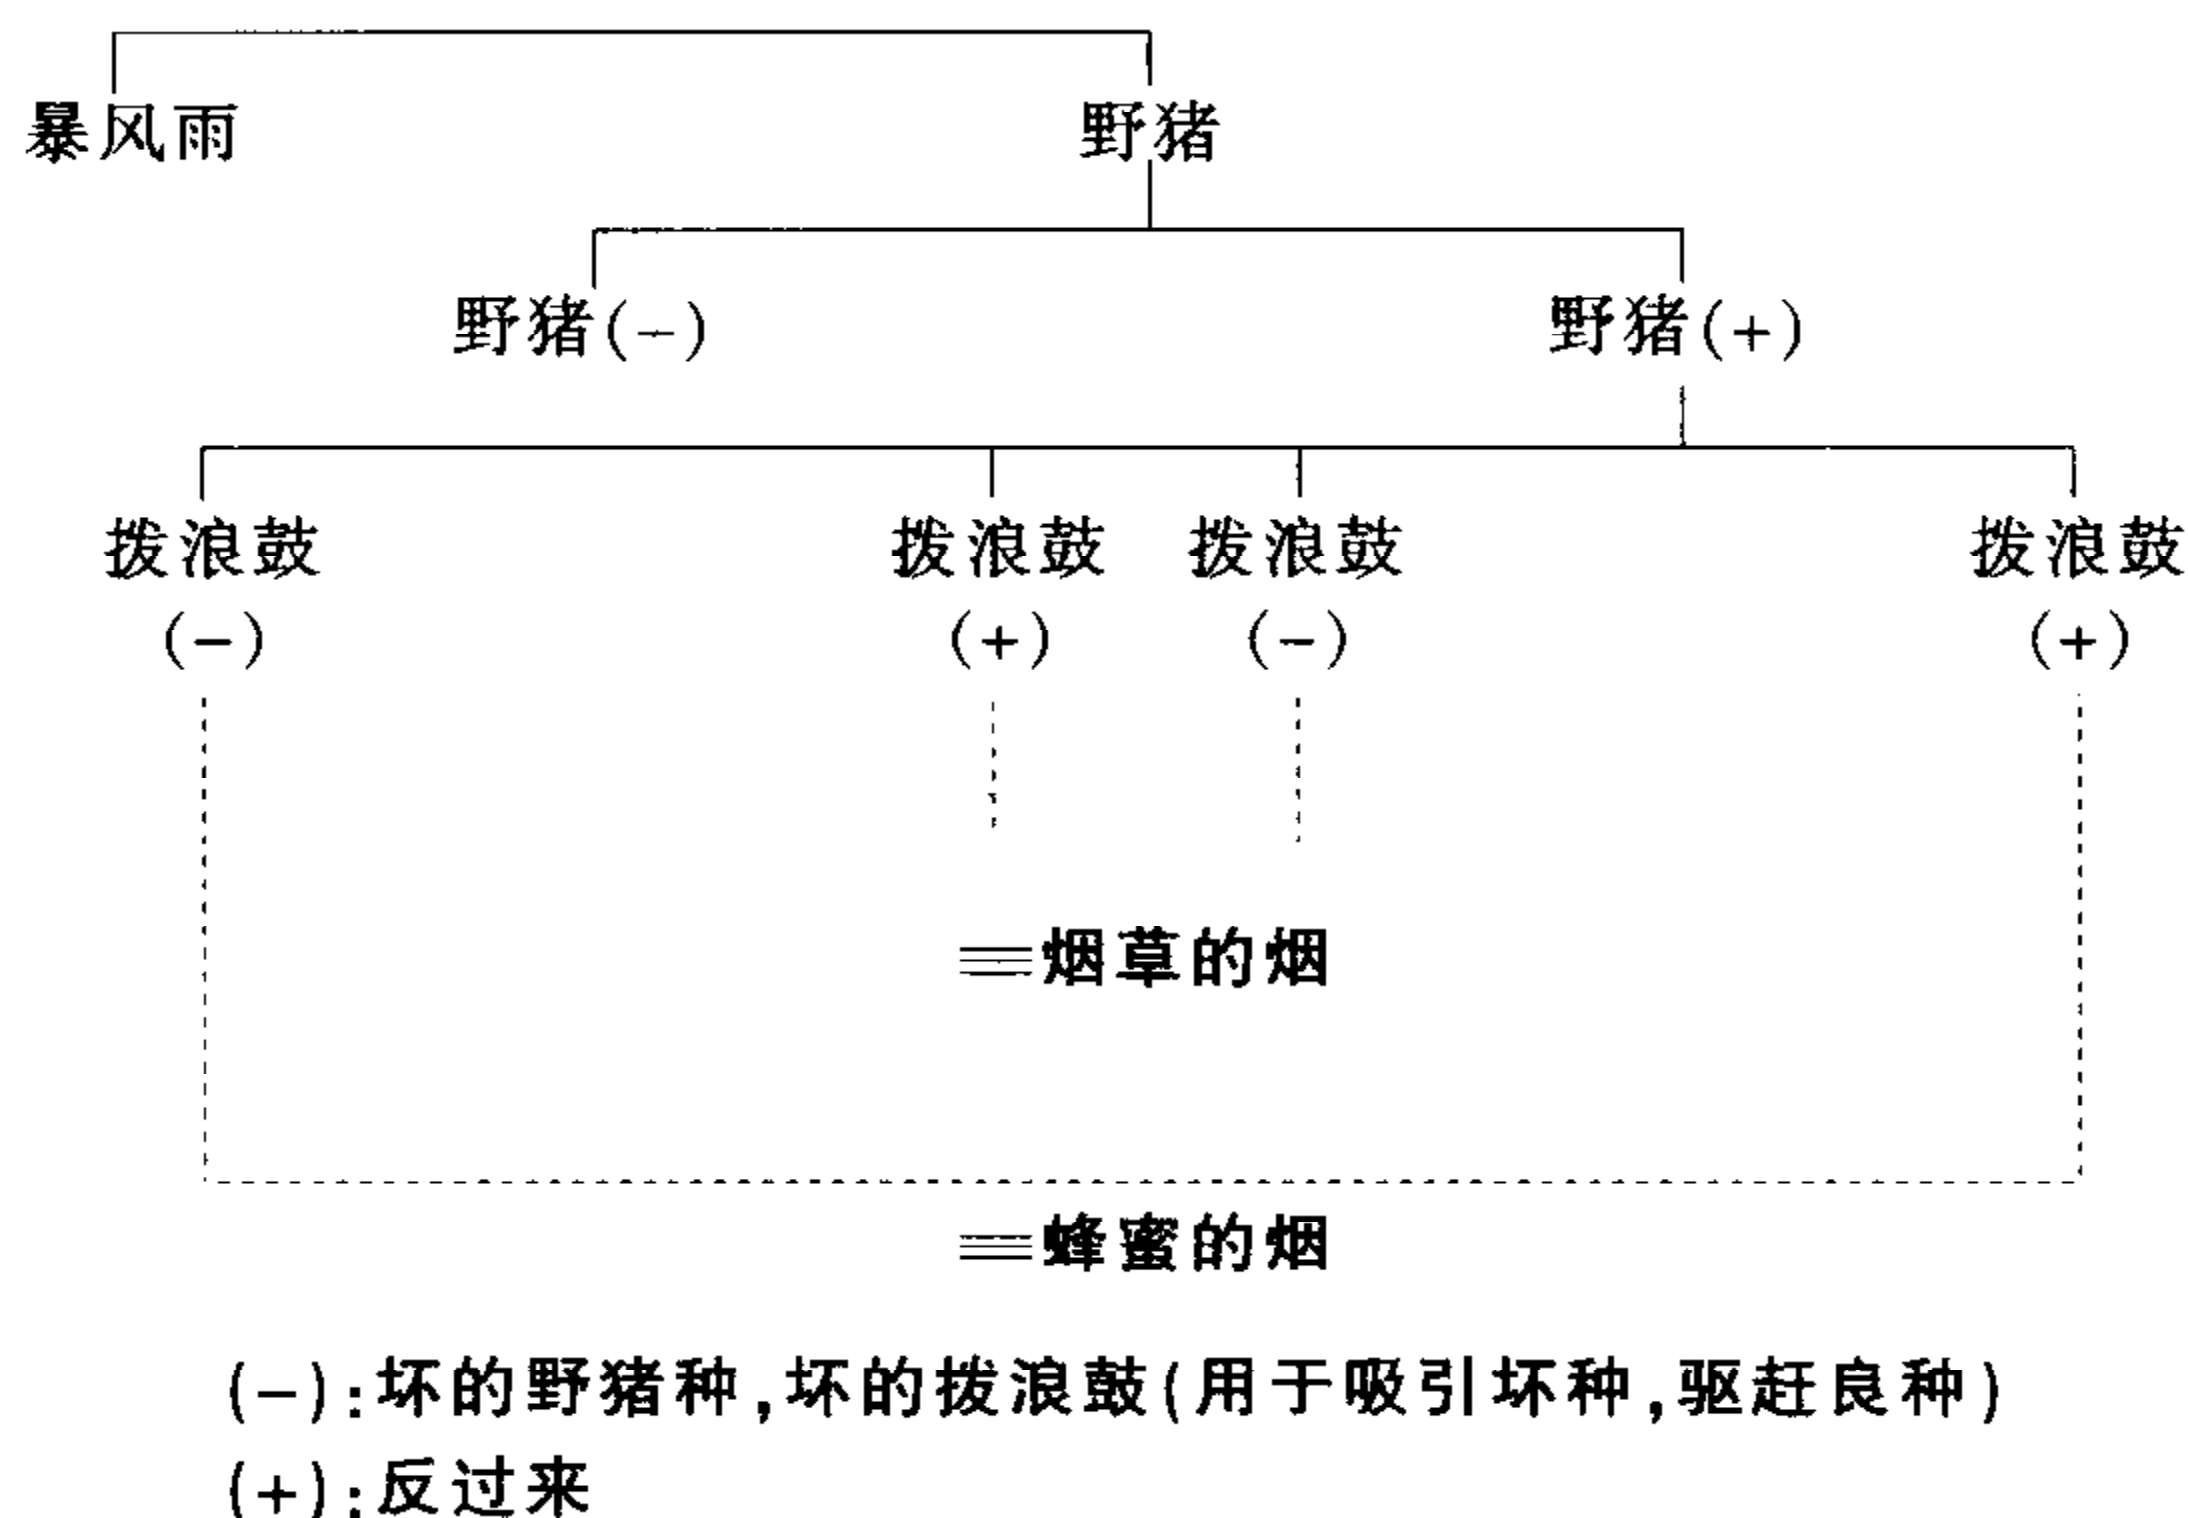 暴风雨 野猪
野猪(-) 野猪(+)
拨浪鼓 拨浪鼓 拨浪鼓 拨浪鼓
(-) (+) (-) (+)
≡烟草的烟
≡蜂蜜的烟
(-):坏的野猪种,坏的拨浪鼓(用于吸引坏种,驱赶良种)
(+):反过来